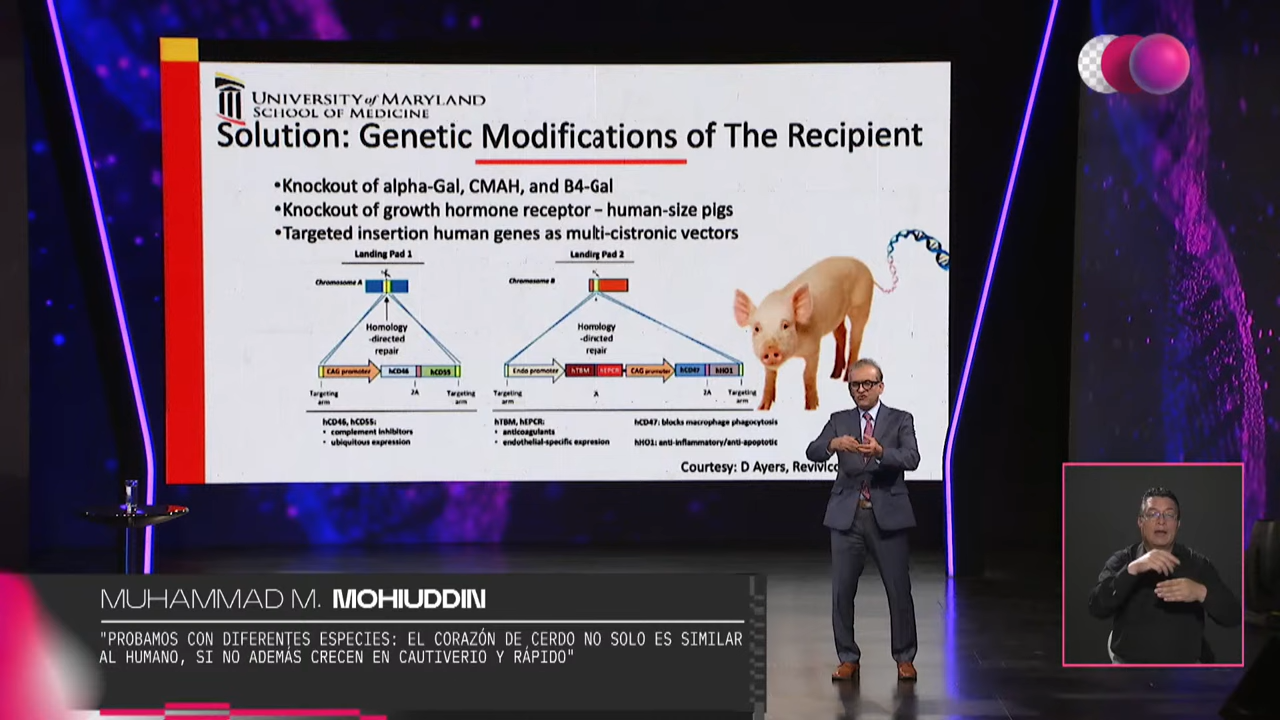 UNIVERSITY of MARYLAND
SCHOOL OF MEDICINE
Solution: Genetic Modifications of The Recipient
•Knockout of alpha-Gal, CMAH, and B4-Gal
•Knockout of growth hormone receptor – human-size pigs
•Targeted insertion human genes as multi-cistronic vectors
Landing Pad 1
Chromosome A
Homology
-directed
repair
CAG promoter hCD46 hCD55
Targeting
arm
2A
Targeting
arm
hCD46, hCD55:
• complement inhibitors
• ubiquitous expression
Landing Pad 2
Chromosome B
Homology
-directed
repair
Endo promoter hTBM hEPCR CAG promoter hCD47 hHO1
Targeting
arm
2A
Targeting
arm
hTBM, hEPCR:
• anticoagulants
• endothelial-specific expresion
hCD47: blocks macrophage phagocytosis
hHO1: anti-inflammatory/anti-apoptotic
Courtesy: D Ayers, Revivico
MUHAMMAD M. MOHIUDDIN
"PROBAMOS CON DIFERENTES ESPECIES: EL CORAZÓN DE CERDO NO SOLO ES SIMILAR
AL HUMANO, SI NO ADEMÁS CRECEN EN CAUTIVERIO Y RÁPIDO"